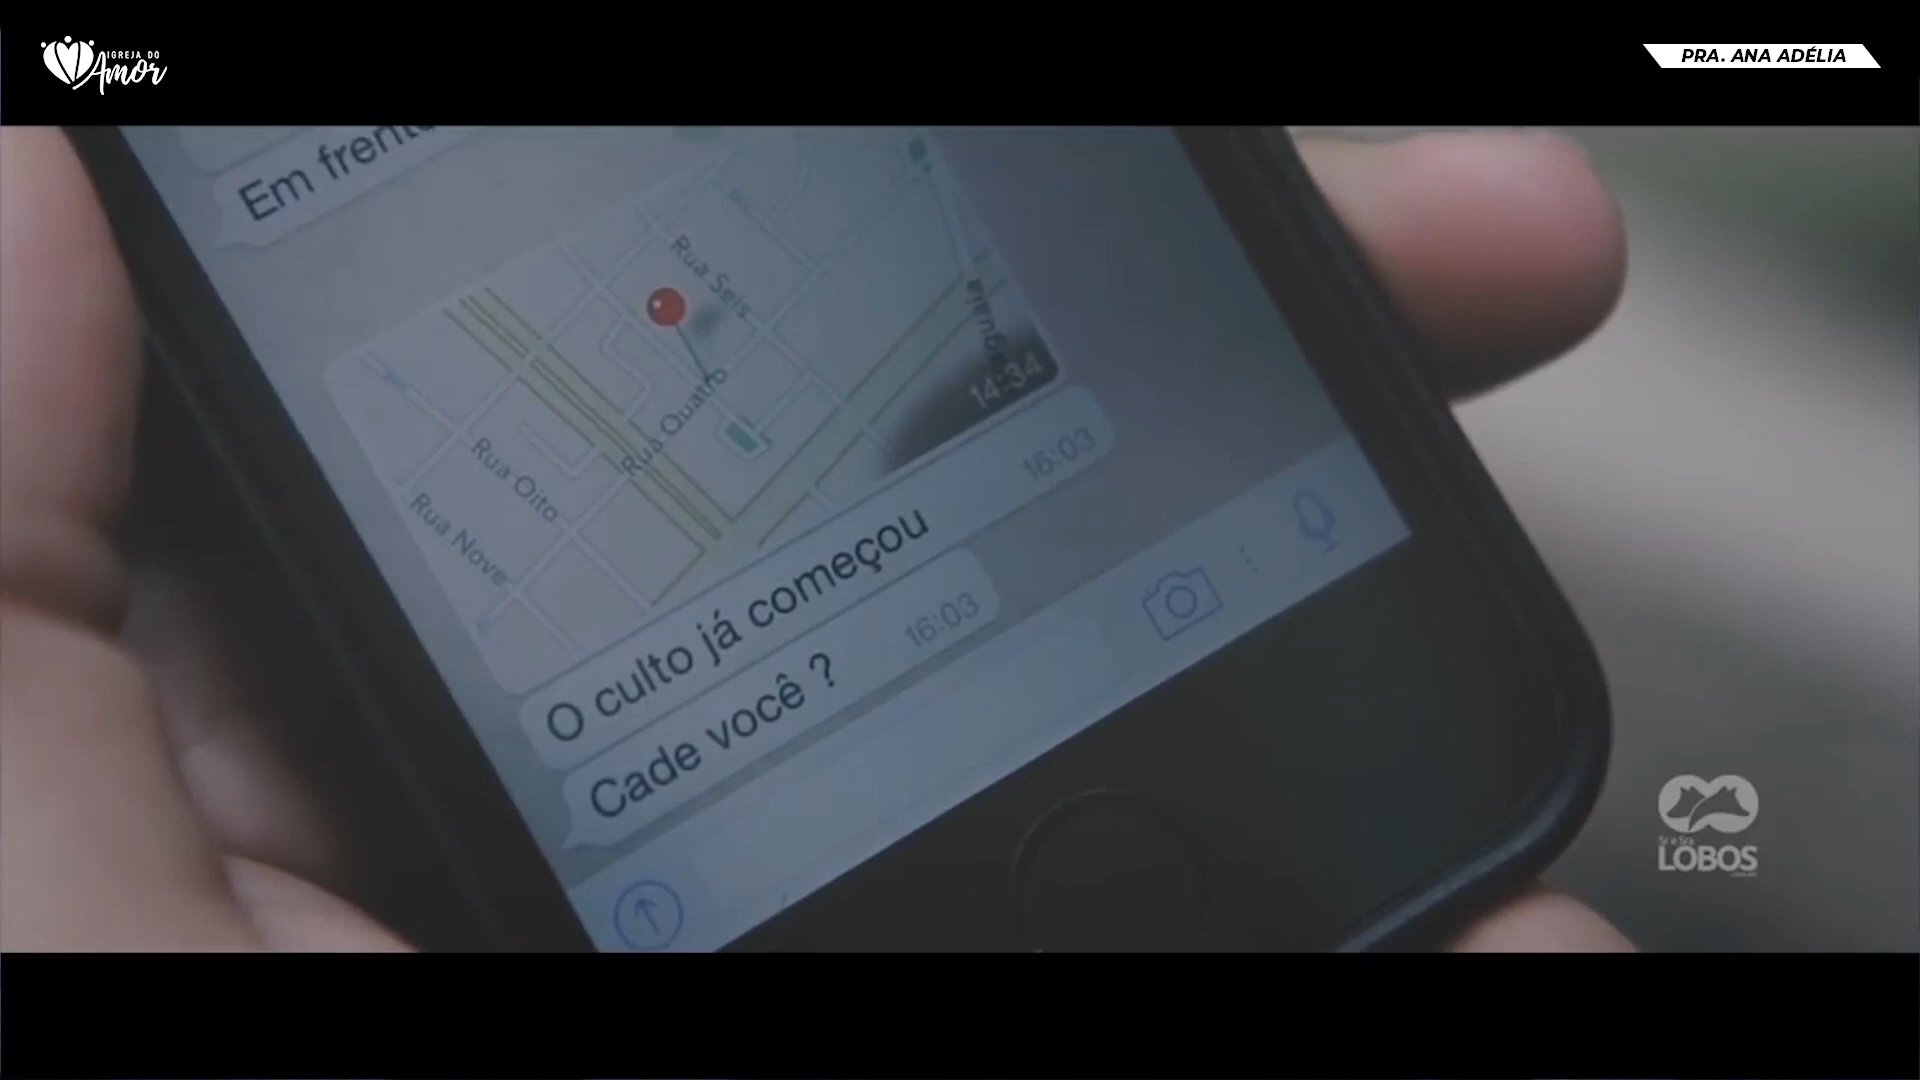 IGREJA DO
Amor
PRA. ANA ADÉLIA
Em frent
Rua Seis
Rua Quatro
Rua Oito
Rua Nove
14:34
O culto já começou
16:03
Cade você ?
16:03
LOBOS